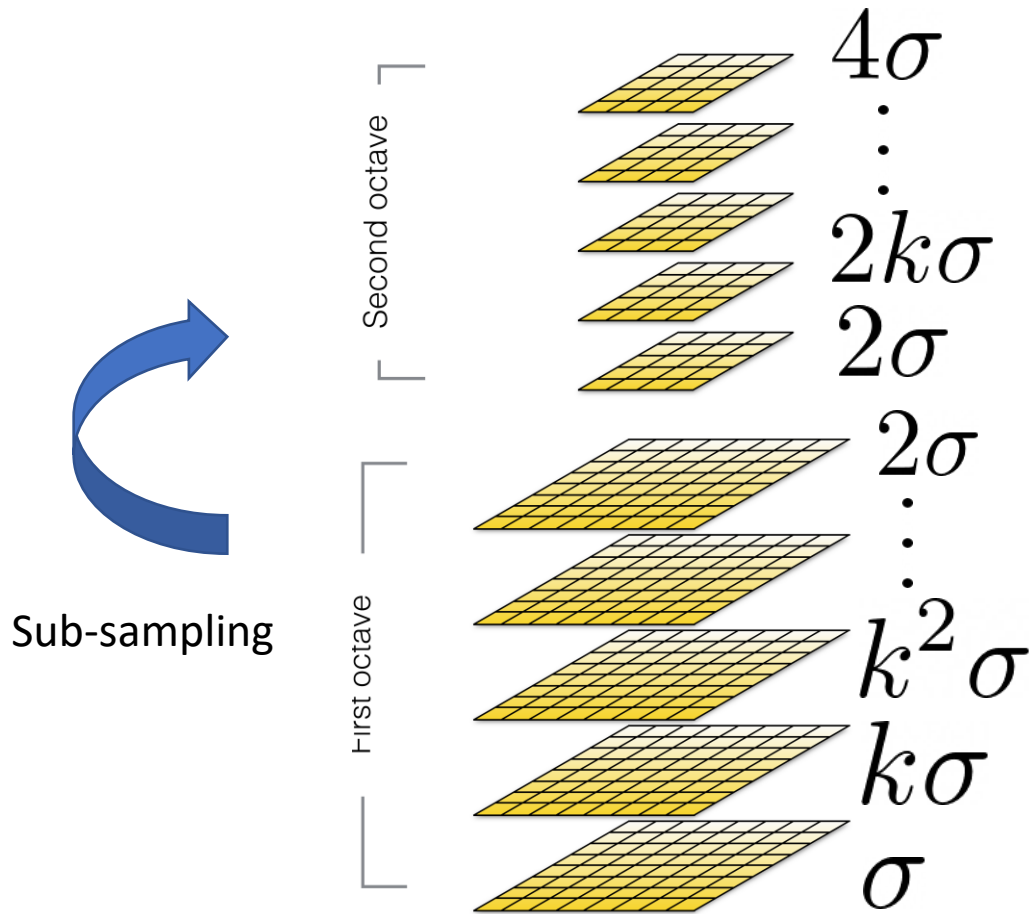 4σ
2kσ
2σ
Second octave
2σ
k²σ
kσ
σ
First octave
Sub-sampling